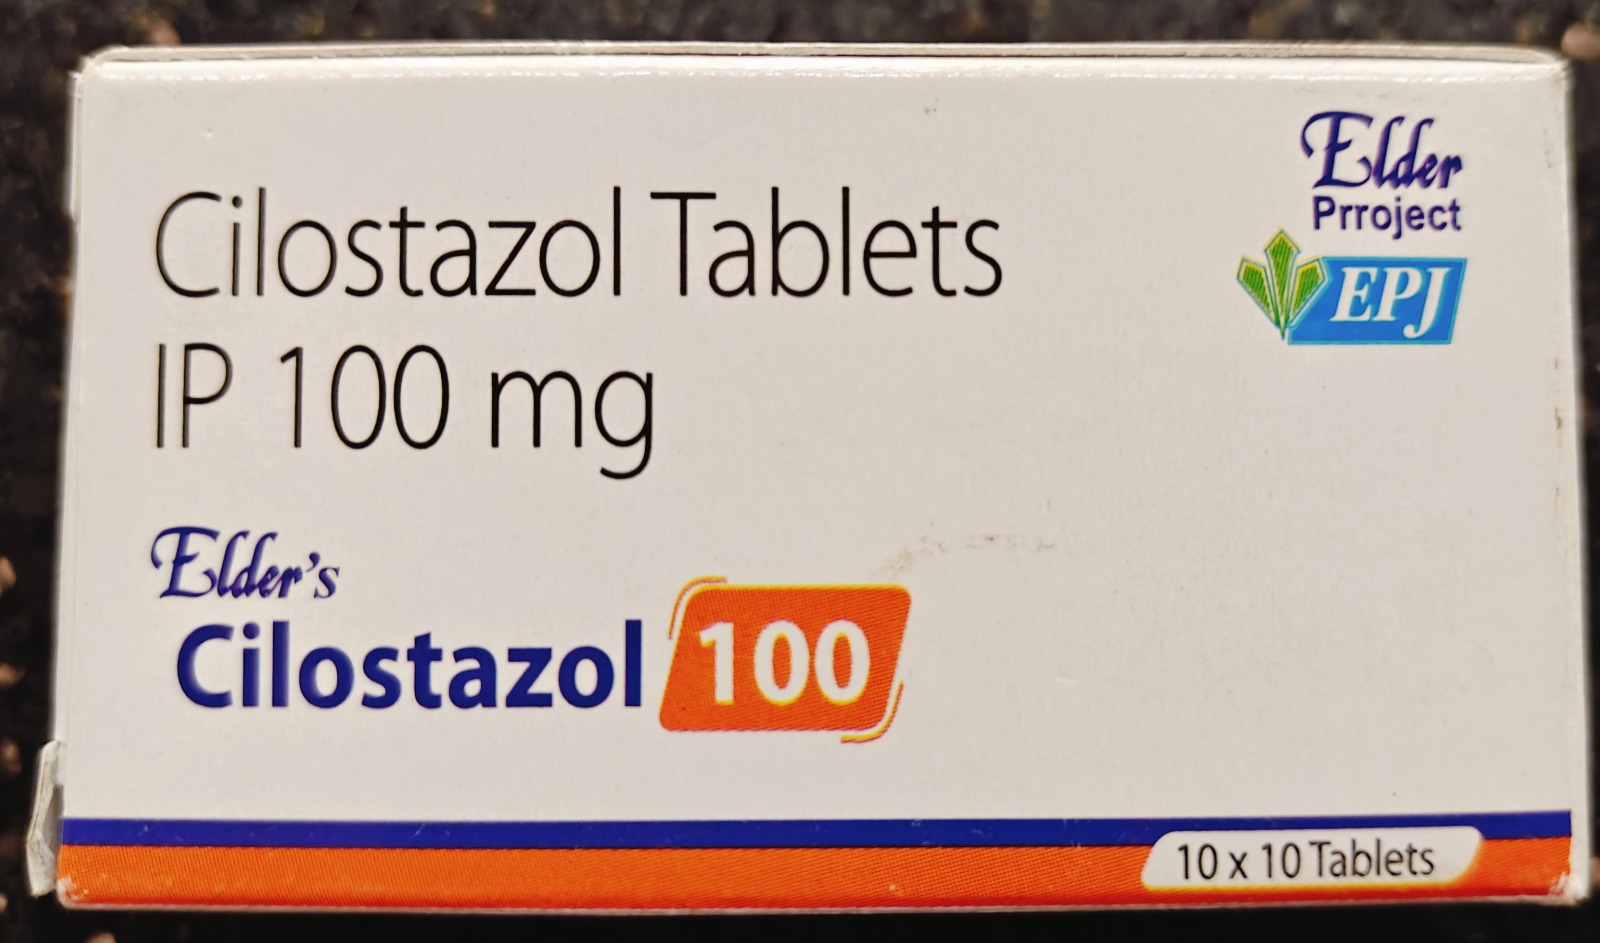 Elder
Prroject
EPJ
Cilostazol Tablets
IP 100 mg
Elder's
Cilostazol 100
10 x 10 Tablets